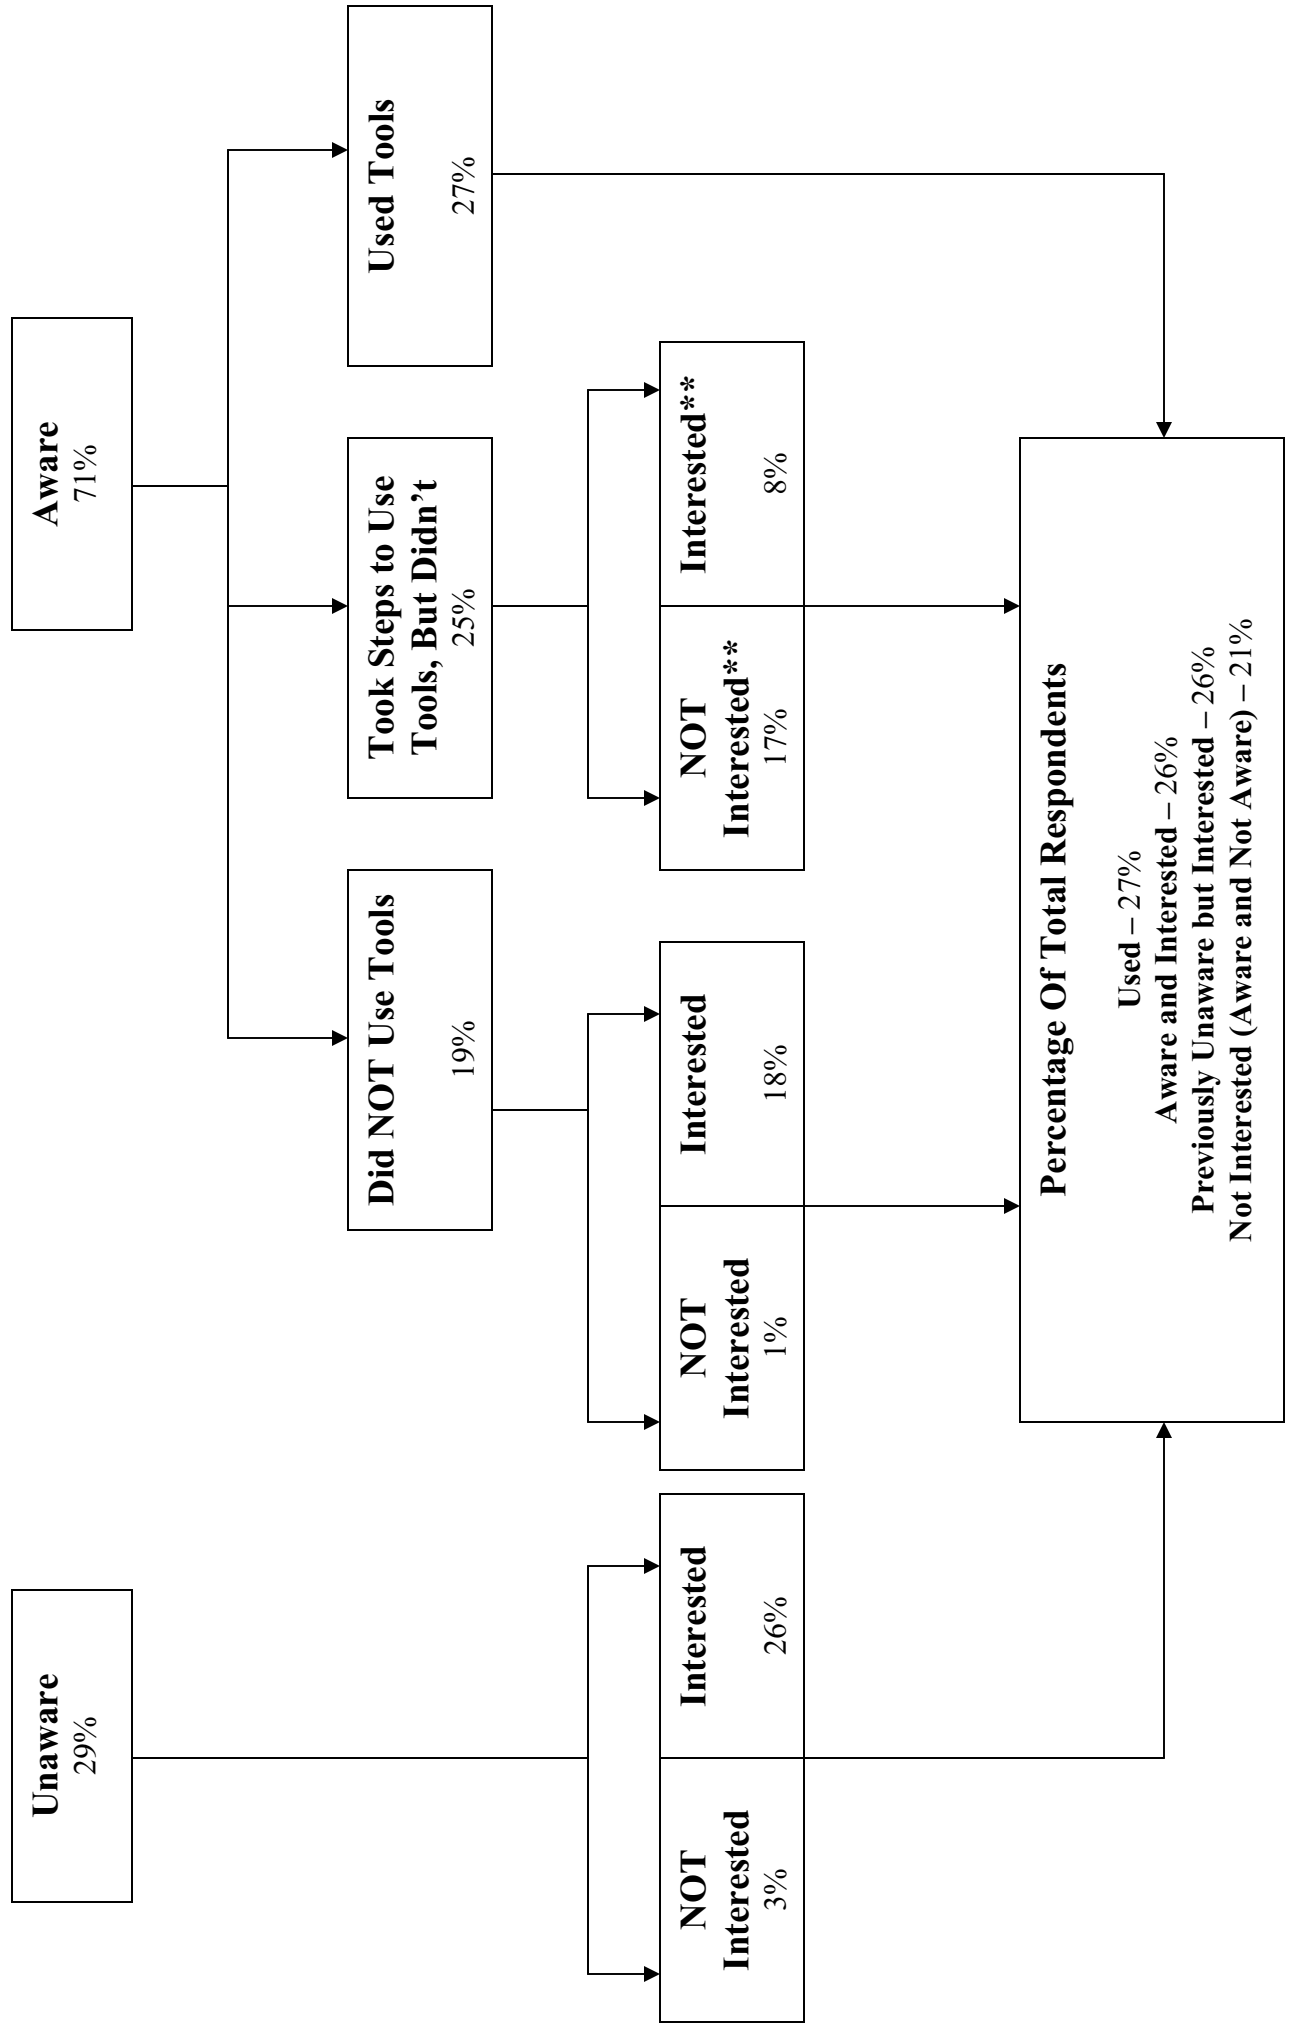 Unaware
29%
Aware
71%
Did NOT Use Tools
19%
Took Steps to Use
Tools, But Didn't
25%
Used Tools
27%
NOT
Interested
3%
Interested
26%
NOT
Interested
1%
Interested
18%
NOT
Interested**
17%
Interested**
8%
Percentage Of Total Respondents
Used – 27%
Aware and Interested – 26%
Previously Unaware but Interested – 26%
Not Interested (Aware and Not Aware) – 21%